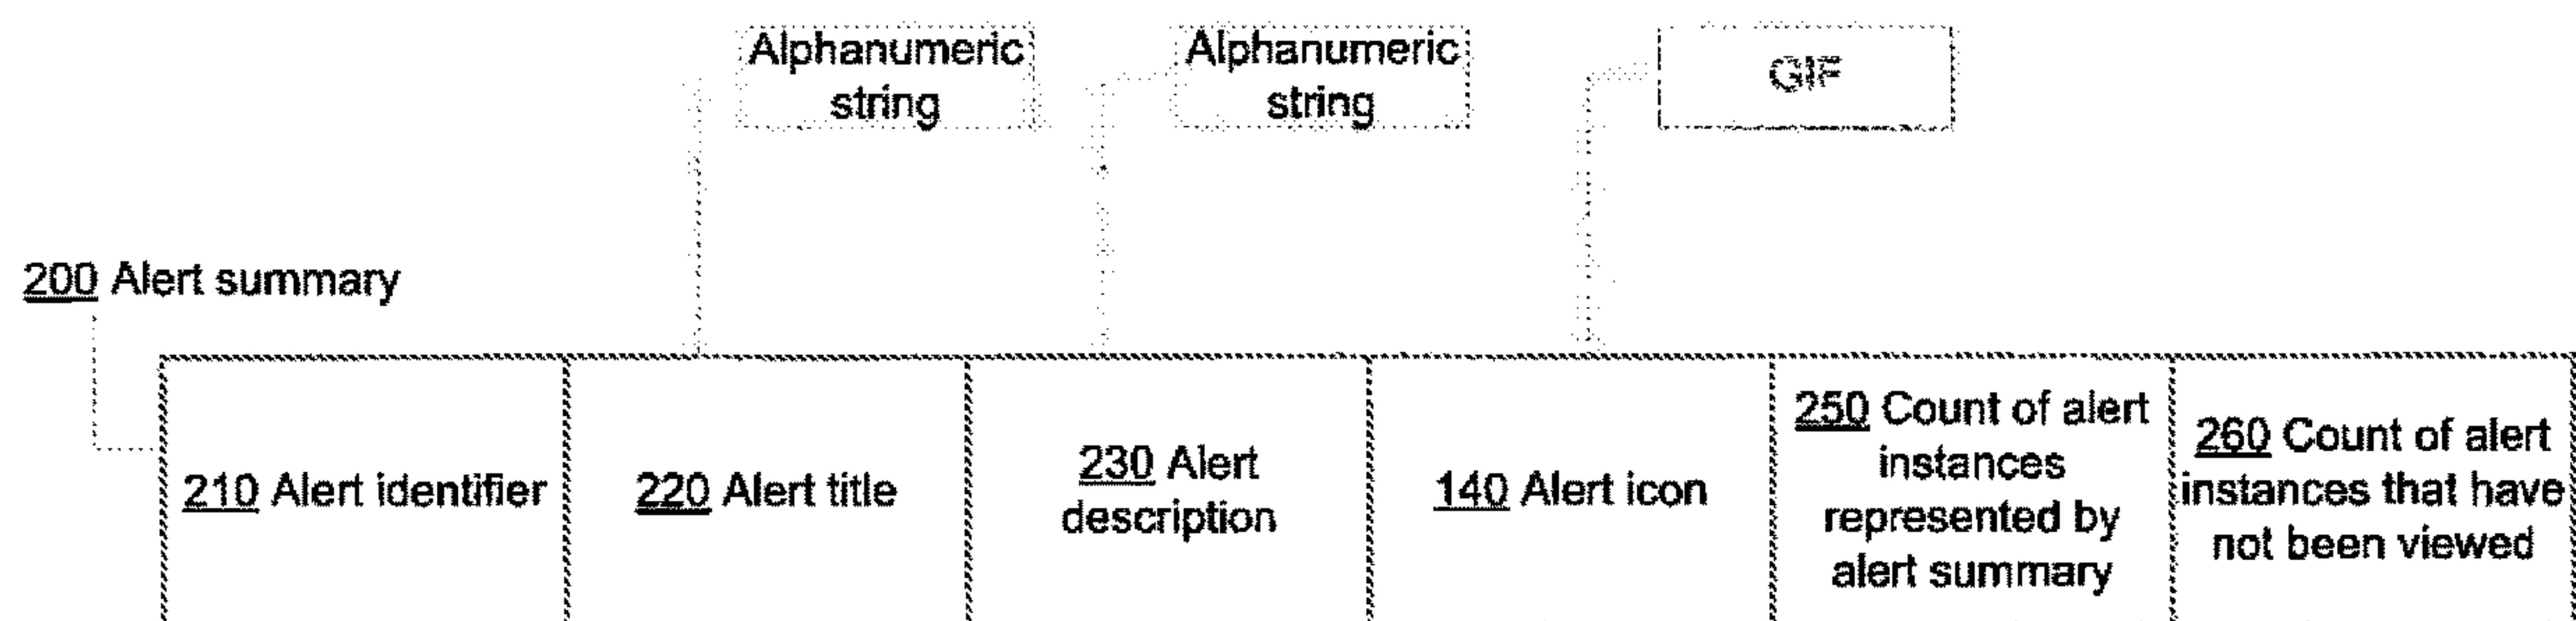 Alphanumeric
string
Alphanumeric
string
GIF
200 Alert summary
210 Alert identifier
220 Alert title
230 Alert
description
140 Alert icon
250 Count of alert
instances
represented by
alert summary
260 Count of alert
instances that have
not been viewed